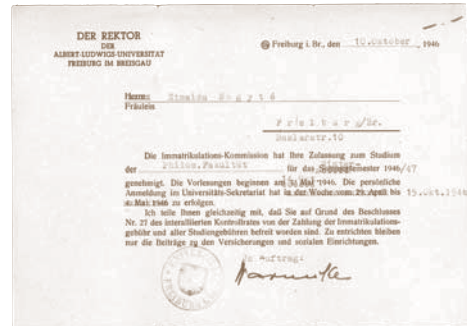 DER REKTOR
DER
ALBERT-LUDWIGS-UNIVERSITÄT
FREIBURG IM BREISGAU
Freiburg i. Br., den 10.Oktober 1946
Herrn
Fräulein
Freiburg/Br.
Baslerstr.10
Die Immatrikulations-Kommission hat Ihre Zulassung zum Studium
der Philos.Fakultät für das Winter-semester 1946/47
genehmigt. Die Vorlesungen beginnen am Mai 1946. Die persönliche
Anmeldung im Universitäts-Sekretariat hat in der Woche vom 29. April bis 15.Okt.1946
Mai 1946 zu erfolgen.
Ich teile Ihnen gleichzeitig mit, daß Sie auf Grund des Beschlusses
Nr. 27 des interalliierten Kontrollrates von der Zahlung der Immatrikulations-
gebühr und aller Studiengebühren befreit worden sind. Zu entrichten bleiben
nur die Beiträge zu den Versicherungen und sozialen Einrichtungen.
Im Auftrag: